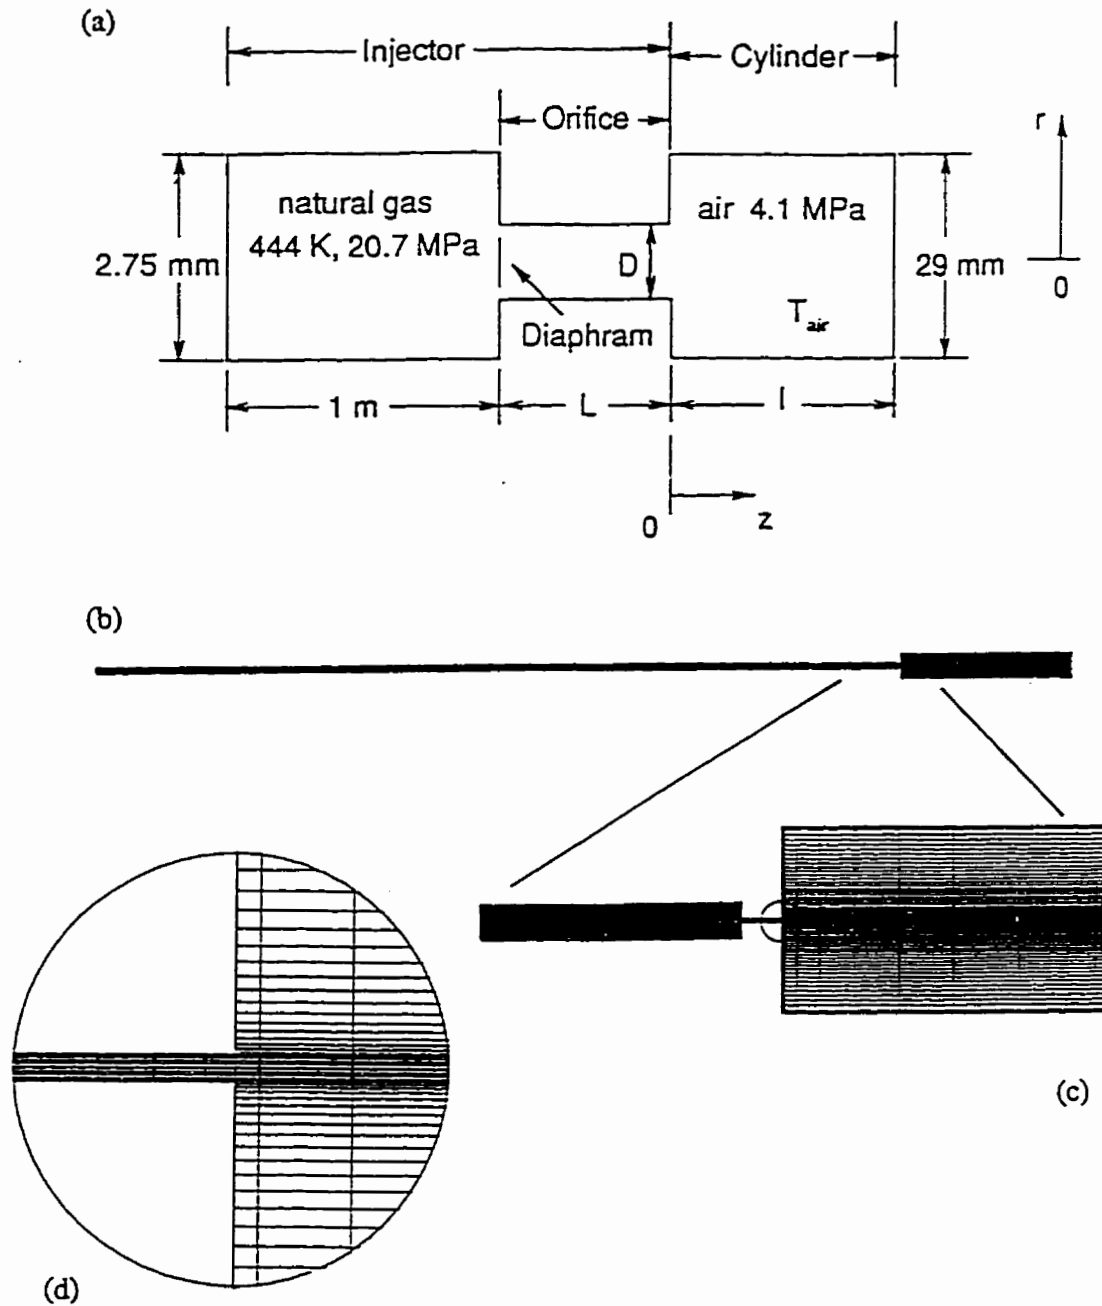 (a)
Injector
Cylinder
Orifice
r
natural gas
444 K, 20.7 MPa
air 4.1 MPa
2.75 mm
D
29 mm
0
T_air
Diaphram
1 m
L
l
0
z
(b)
(c)
(d)